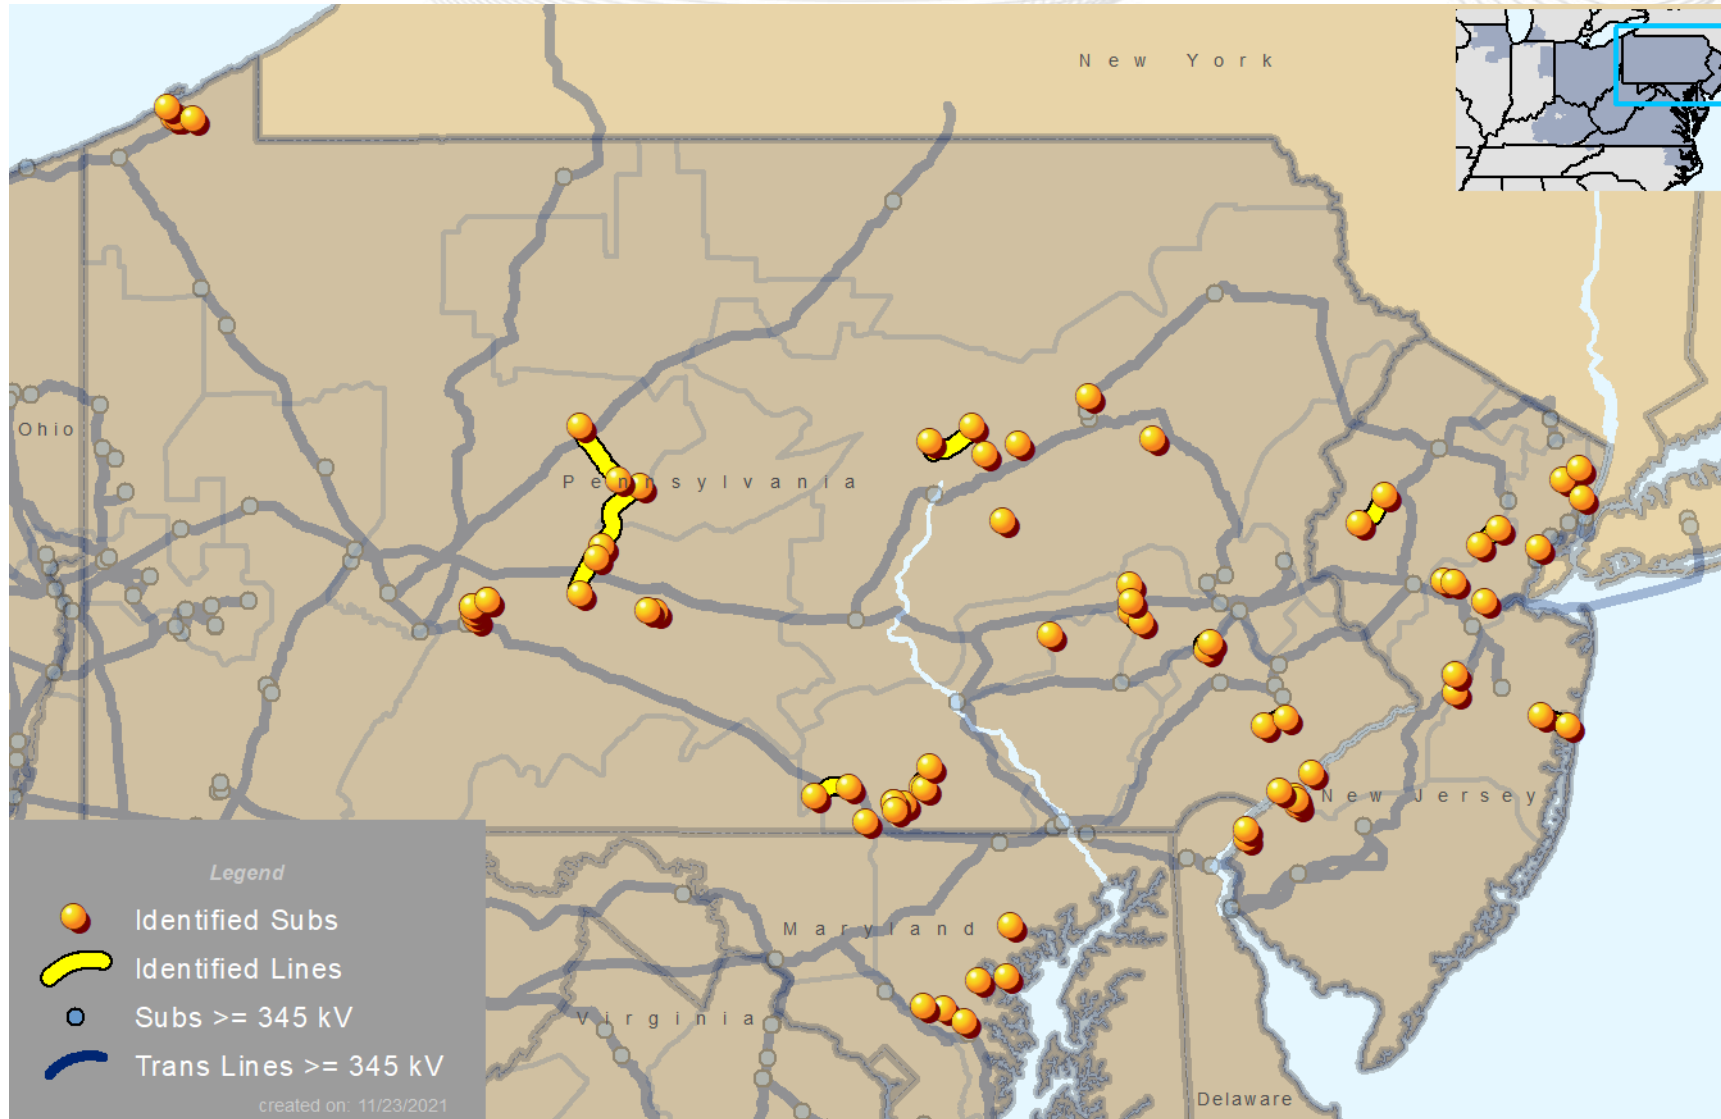 New York
Ohio
Pennsylvania
New Jersey
Maryland
Virginia
Delaware
Legend
Identified Subs
Identified Lines
Subs >= 345 kV
Trans Lines >= 345 kV
created on: 11/23/2021